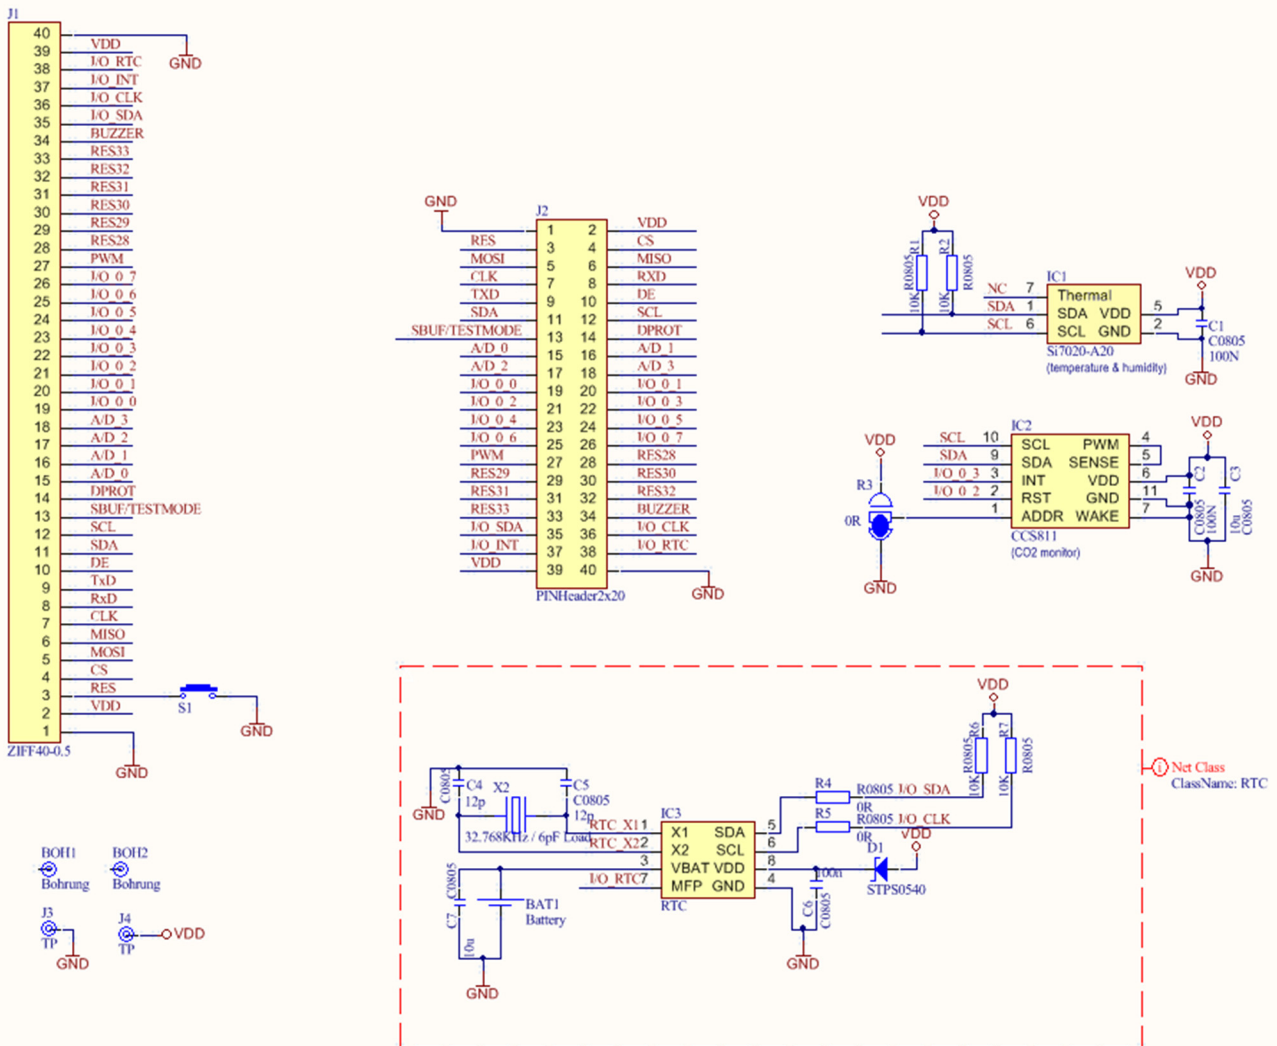 J1
40
39 VDD
38 I/O_RTC
37 I/O_INT
36 I/O_CLK
35 I/O_SDA
34 BUZZER
33 RES33
32 RES32
31 RES31
30 RES30
29 RES29
28 RES28
27 PWM
26 I/O_0_7
25 I/O_0_6
24 I/O_0_5
23 I/O_0_4
22 I/O_0_3
21 I/O_0_2
20 I/O_0_1
19 I/O_0_0
18 A/D_3
17 A/D_2
16 A/D_1
15 A/D_0
14 DPROT
13 SBUF/TESTMODE
12 SCL
11 SDA
10 DE
9 TxD
8 RxD
7 CLK
6 MISO
5 MOSI
4 CS
3 RES
2 VDD
1
ZIFF40-0.5
GND
S1
GND
GND
GND
J2
1 2 VDD
RES 3 4 CS
MOSI 5 6 MISO
CLK 7 8 RXD
TXD 9 10 DE
SDA 11 12 SCL
SBUF/TESTMODE 13 14 DPROT
A/D_0 15 16 A/D_1
A/D_2 17 18 A/D_3
I/O_0_0 19 20 I/O_0_1
I/O_0_2 21 22 I/O_0_3
I/O_0_4 23 24 I/O_0_5
I/O_0_6 25 26 I/O_0_7
PWM 27 28 RES28
RES29 29 30 RES30
RES31 31 32 RES32
RES33 33 34 BUZZER
I/O_SDA 35 36 I/O_CLK
I/O_INT 37 38 I/O_RTC
VDD 39 40
PINHeader2x20
GND
VDD
R1
R0805
10K
R2
R0805
10K
IC1
NC 7 Thermal
SDA 1 SDA VDD 5
SCL 6 SCL GND 2
Si7020-A20
(temperature & humidity)
VDD
C1
C0805
100N
GND
VDD
R3
0R
GND
IC2
SCL 10 SCL PWM 4
SDA 9 SDA SENSE 5
I/O_0_3 3 INT VDD 6
I/O_0_2 2 RST GND 11
1 ADDR WAKE 7
CCS811
(CO2 monitor)
VDD
C2
C0805
100N
C3
10u
C0805
GND
VDD
R6
R0805
10K
R7
R0805
10K
Net Class
ClassName: RTC
C0805
C4
12p
X2
C5
C0805
12p
32.768KHz / 6pF Load
GND
R4
R0805 I/O_SDA
0R
R5
R0805 I/O_CLK
0R
IC3
RTC_X1 1 X1 SDA 5
RTC_X2 2 X2 SCL 6
3 VBAT VDD 8
I/O_RTC 7 MFP GND 4
RTC
VDD
D1
STPS0540
100n
C6
C0805
GND
C0805
C7
10u
BAT1
Battery
GND
BOH1
Bohrung
BOH2
Bohrung
J3
TP
GND
J4
TP
VDD